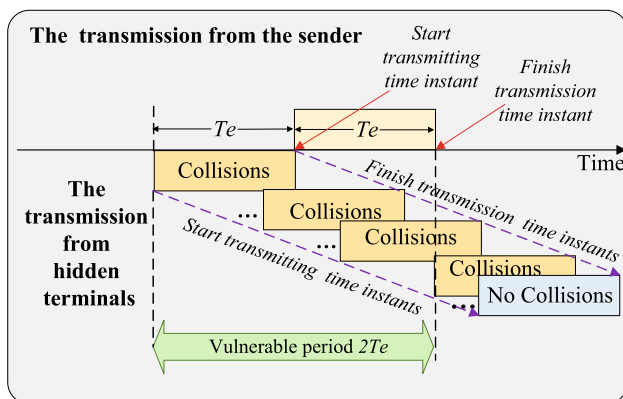 The transmission from the sender
Start
transmitting
time instant
Finish
transmission
time instant
Te
Te
Time
The
transmission
from
hidden
terminals
Collisions
Finish transmission time instants
...
Collisions
...
Collisions
Collisions
...
No Collisions
Start transmitting time instants
Vulnerable period 2Te